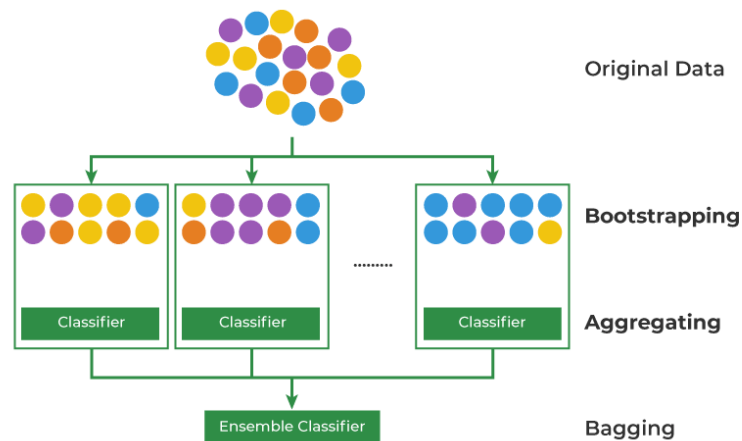 Original Data
Bootstrapping
.........
Classifier
Classifier
Classifier
Aggregating
Ensemble Classifier
Bagging